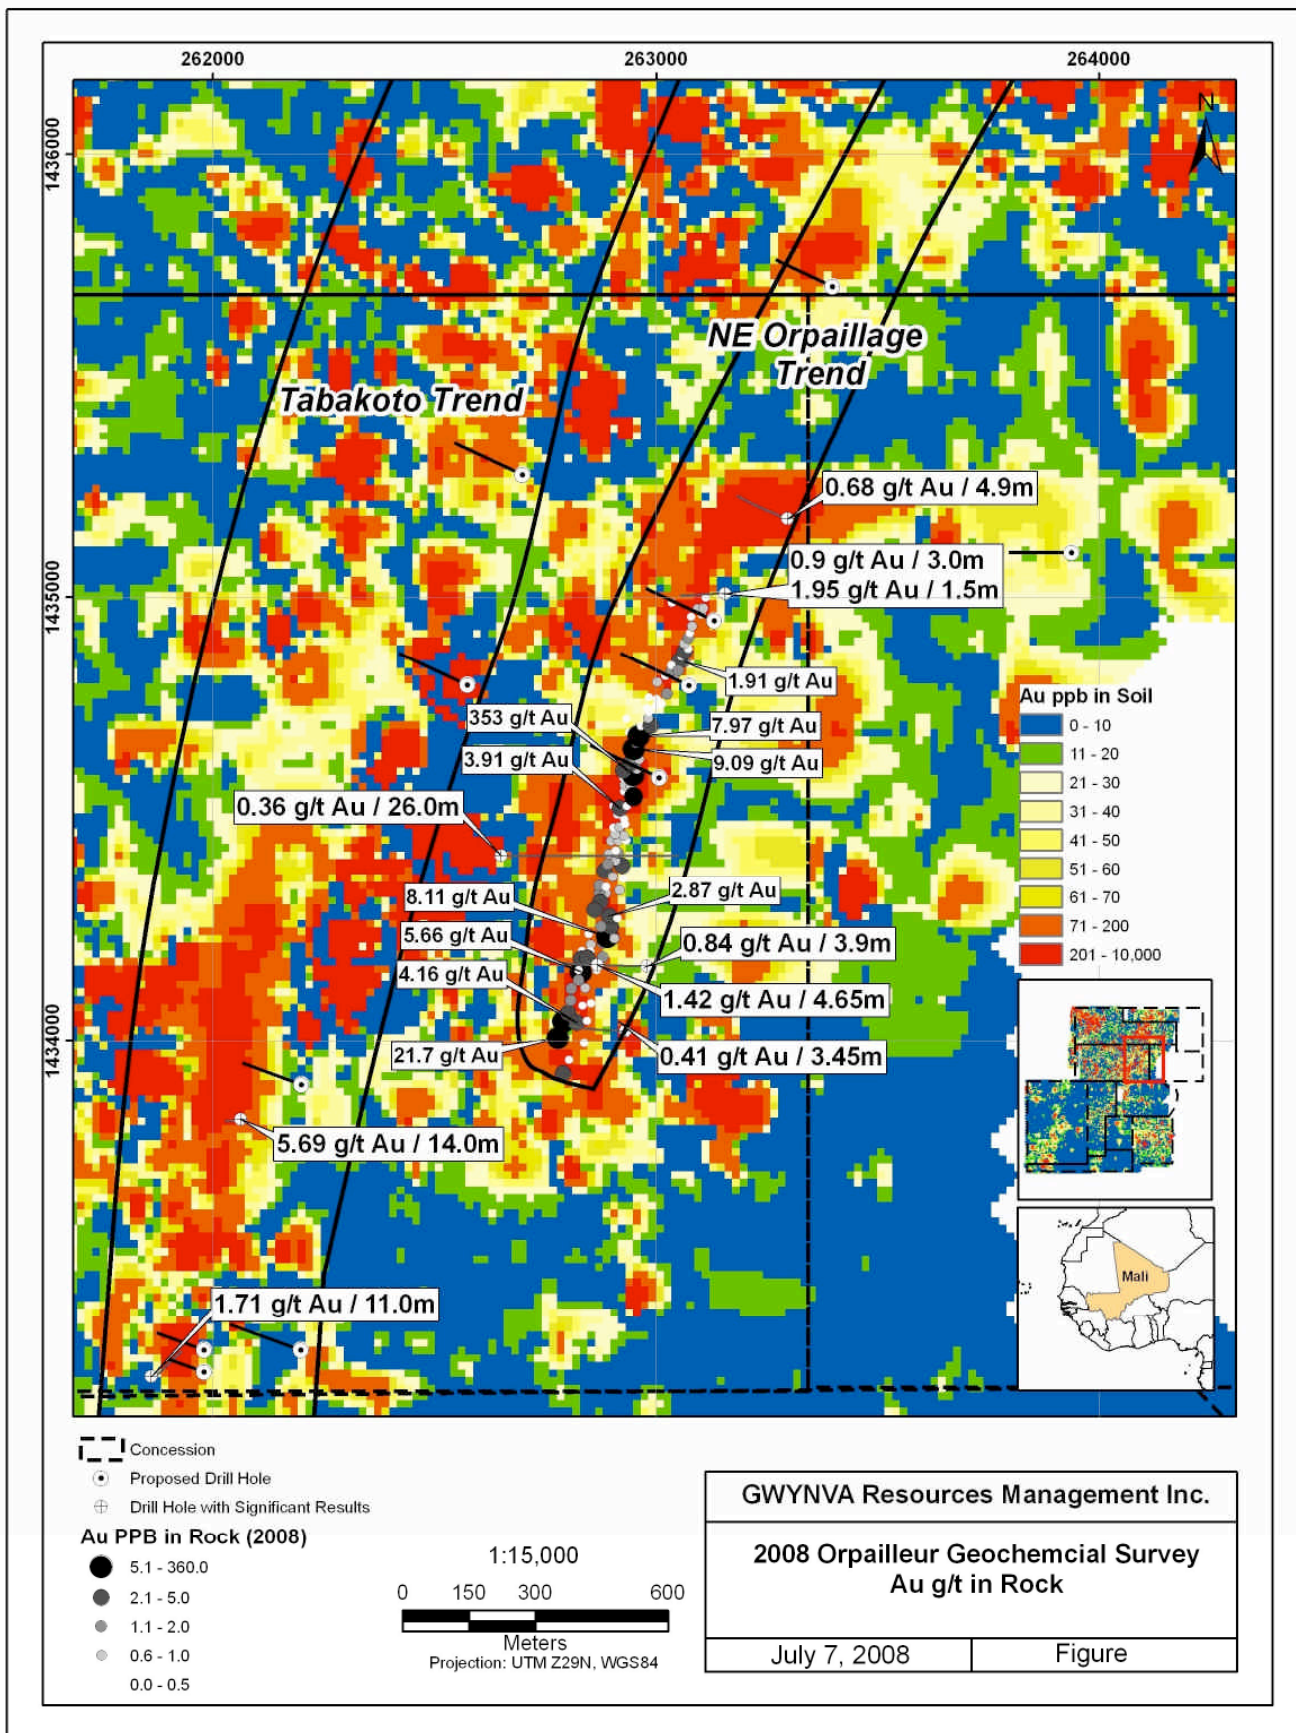 262000
263000
264000
N
1436000
1435000
1434000
NE Orpaillage
Trend
Tabakoto Trend
0.68 g/t Au / 4.9m
0.9 g/t Au / 3.0m
1.95 g/t Au / 1.5m
1.91 g/t Au
353 g/t Au
7.97 g/t Au
3.91 g/t Au
9.09 g/t Au
0.36 g/t Au / 26.0m
8.11 g/t Au
2.87 g/t Au
5.66 g/t Au
0.84 g/t Au / 3.9m
4.16 g/t Au
1.42 g/t Au / 4.65m
21.7 g/t Au
0.41 g/t Au / 3.45m
5.69 g/t Au / 14.0m
1.71 g/t Au / 11.0m
Au ppb in Soil
0 - 10
11 - 20
21 - 30
31 - 40
41 - 50
51 - 60
61 - 70
71 - 200
201 - 10,000
Mali
Concession
Proposed Drill Hole
Drill Hole with Significant Results
Au PPB in Rock (2008)
5.1 - 360.0
2.1 - 5.0
1.1 - 2.0
0.6 - 1.0
0.0 - 0.5
1:15,000
0 150 300 600
Meters
Projection: UTM Z29N, WGS84
GWYNVA Resources Management Inc.
2008 Orpailleur Geochemcial Survey
Au g/t in Rock
July 7, 2008
Figure